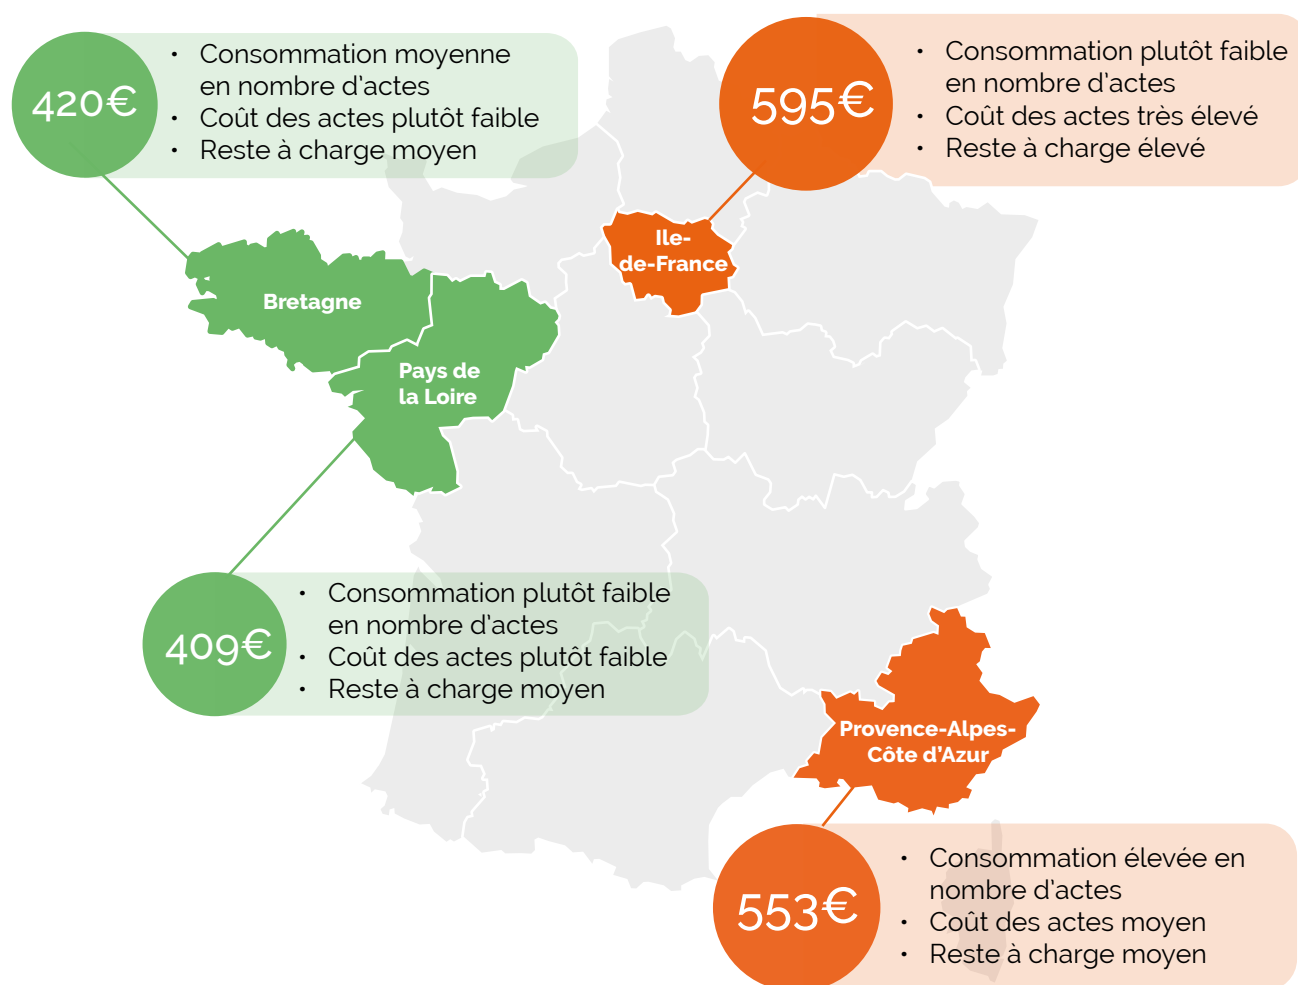 420€
• Consommation moyenne
en nombre d'actes
• Coût des actes plutôt faible
• Reste à charge moyen
595€
• Consommation plutôt faible
en nombre d'actes
• Coût des actes très élevé
• Reste à charge élevé
Ile-
de-France
Bretagne
Pays de
la Loire
409€
• Consommation plutôt faible
en nombre d'actes
• Coût des actes plutôt faible
• Reste à charge moyen
Provence-Alpes-
Côte d'Azur
553€
• Consommation élevée en
nombre d'actes
• Coût des actes moyen
• Reste à charge moyen